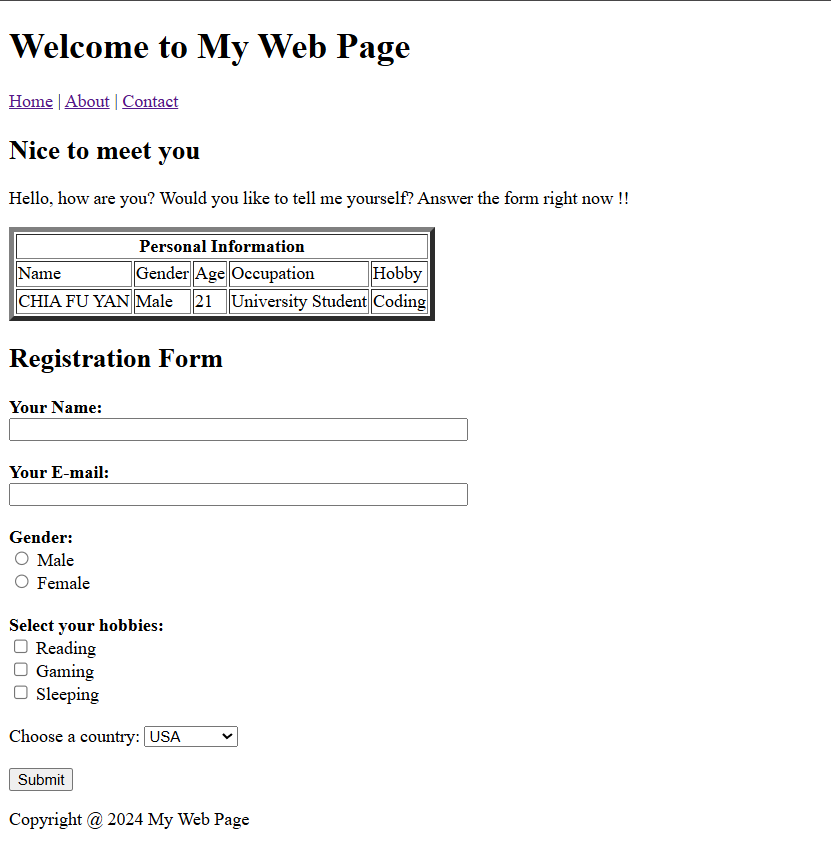 Welcome to My Web Page
Home | About | Contact
Nice to meet you
Hello, how are you? Would you like to tell me yourself? Answer the form right now !!
Personal Information
Name Gender Age Occupation Hobby
CHIA FU YAN Male 21 University Student Coding
Registration Form
Your Name:
Your E-mail:
Gender:
Male
Female
Select your hobbies:
Reading
Gaming
Sleeping
Choose a country: USA
Submit
Copyright @ 2024 My Web Page